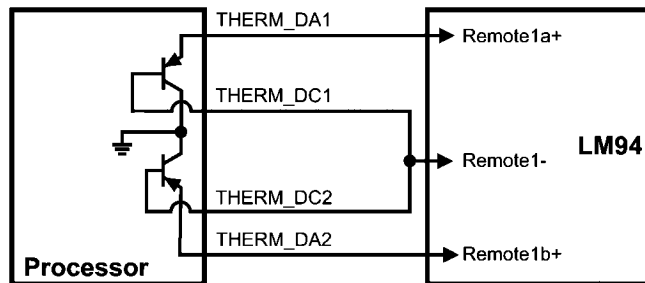 THERM_DA1
Remote1a+
THERM_DC1
LM94
Remote1-
THERM_DC2
THERM_DA2
Remote1b+
Processor